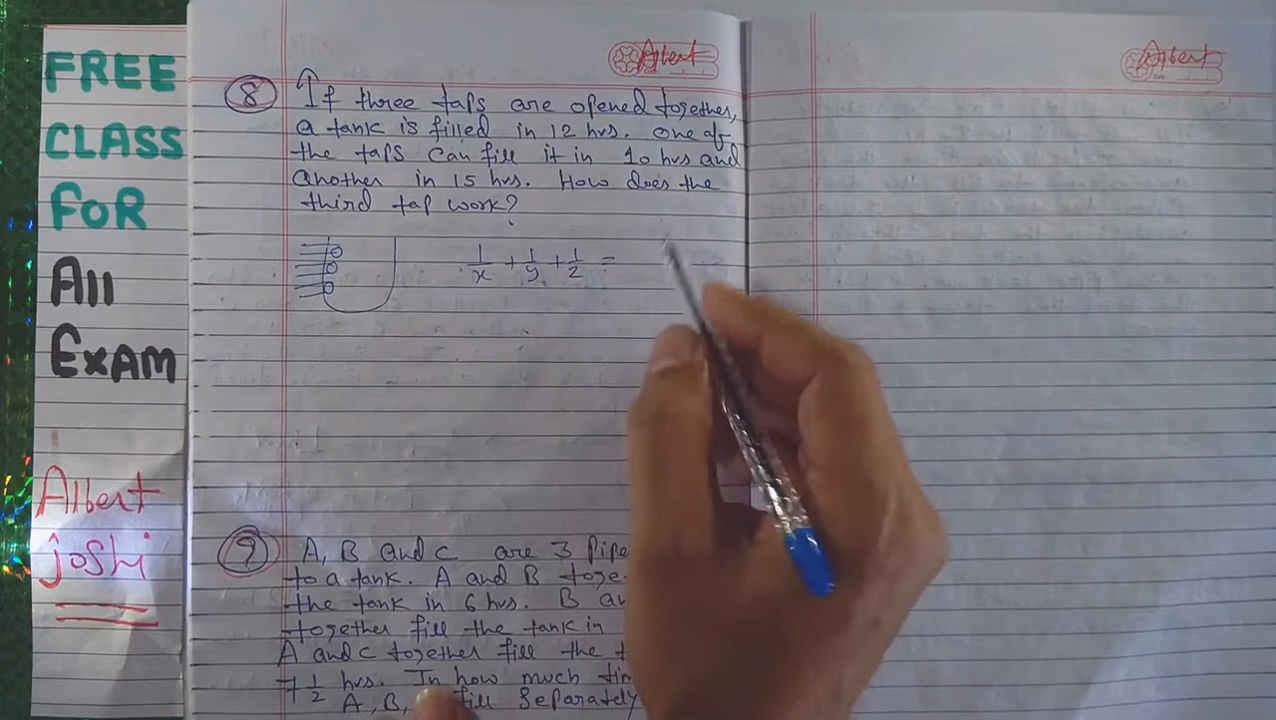 FREE
CLASS
FOR
All
EXAM
Albert
joshi
Albert
8 If three taps are opened together,
a tank is filled in 12 hrs. one of
the taps can fill it in 10 hrs and
another in 15 hrs. How does the
third tap work?
1/x + 1/y + 1/z =
9 A, B and C are 3 Pipe
to a tank. A and B toge
the tank in 6 hrs. B
together fill the tank in
A and C together fill the
7 1/2 hrs. In how much
A, B, fill Separately
Albert